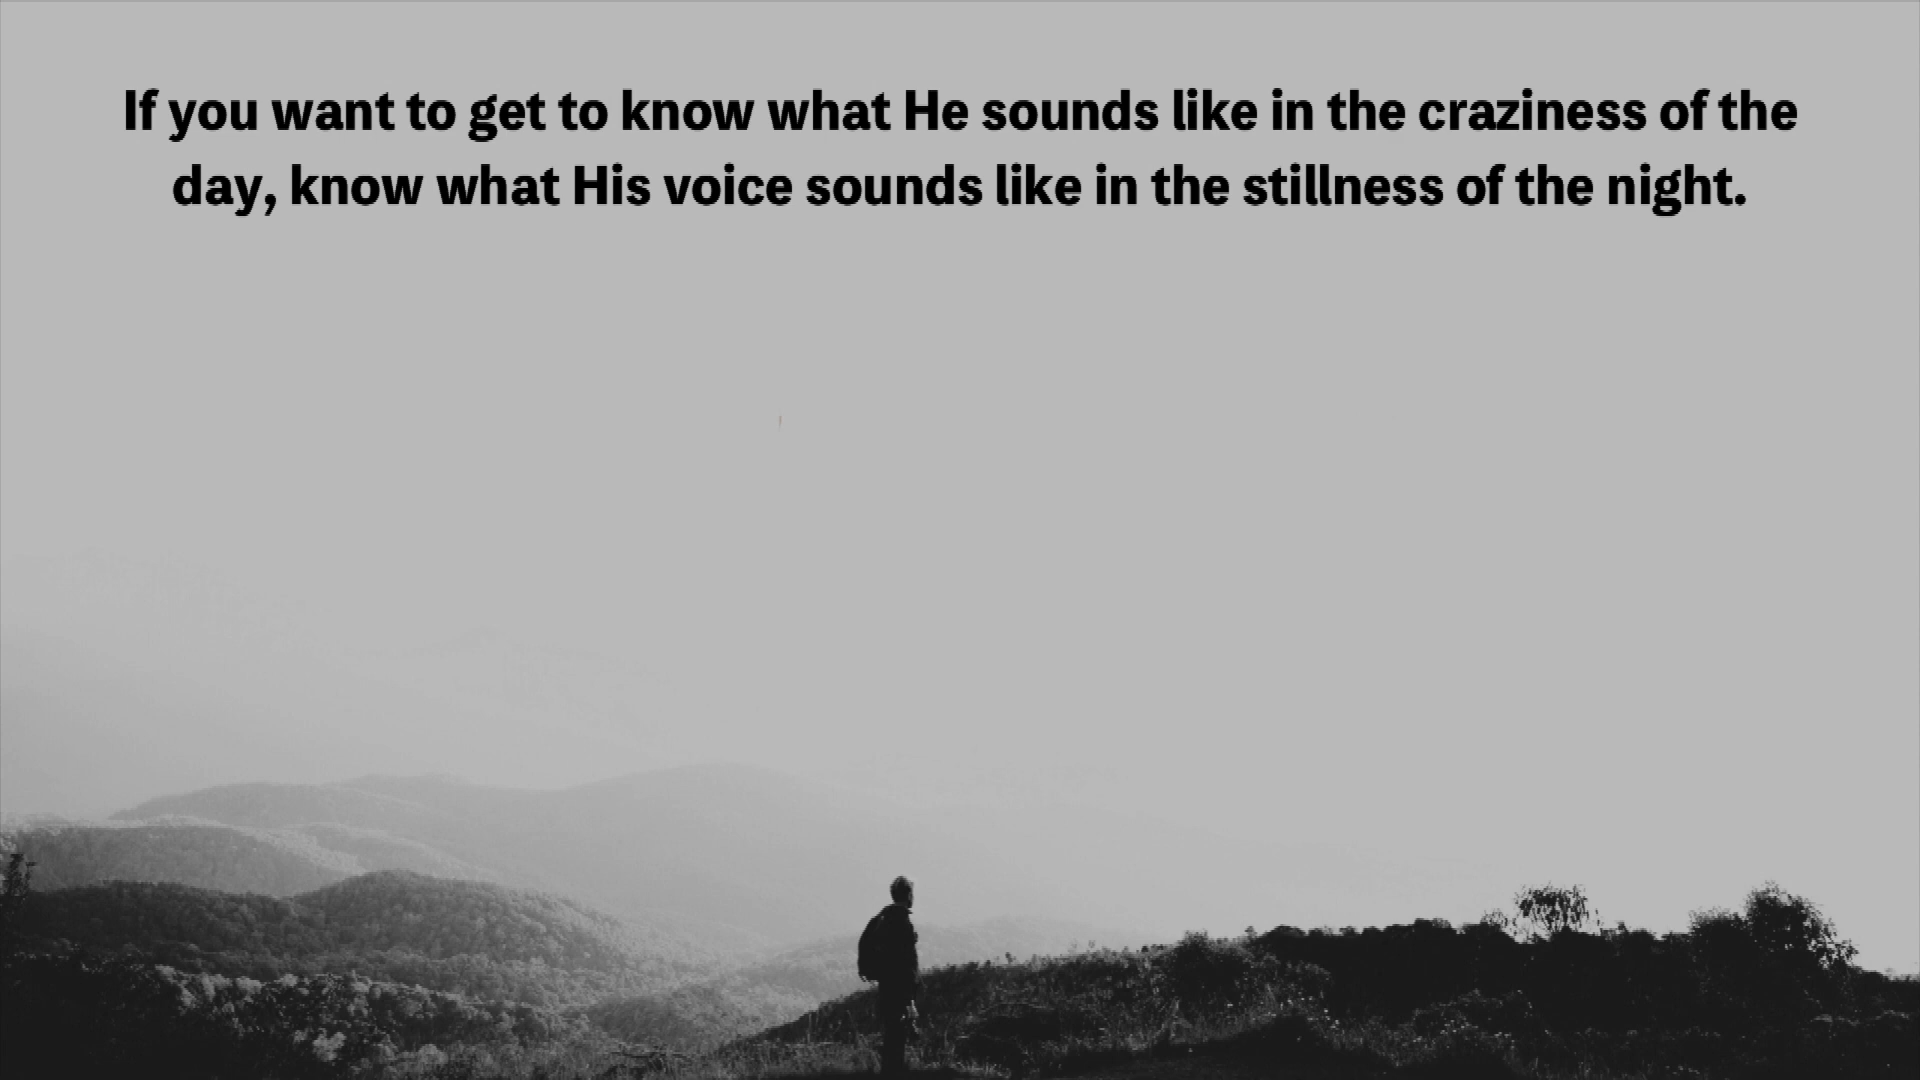 If you want to get to know what He sounds like in the craziness of the
day, know what His voice sounds like in the stillness of the night.